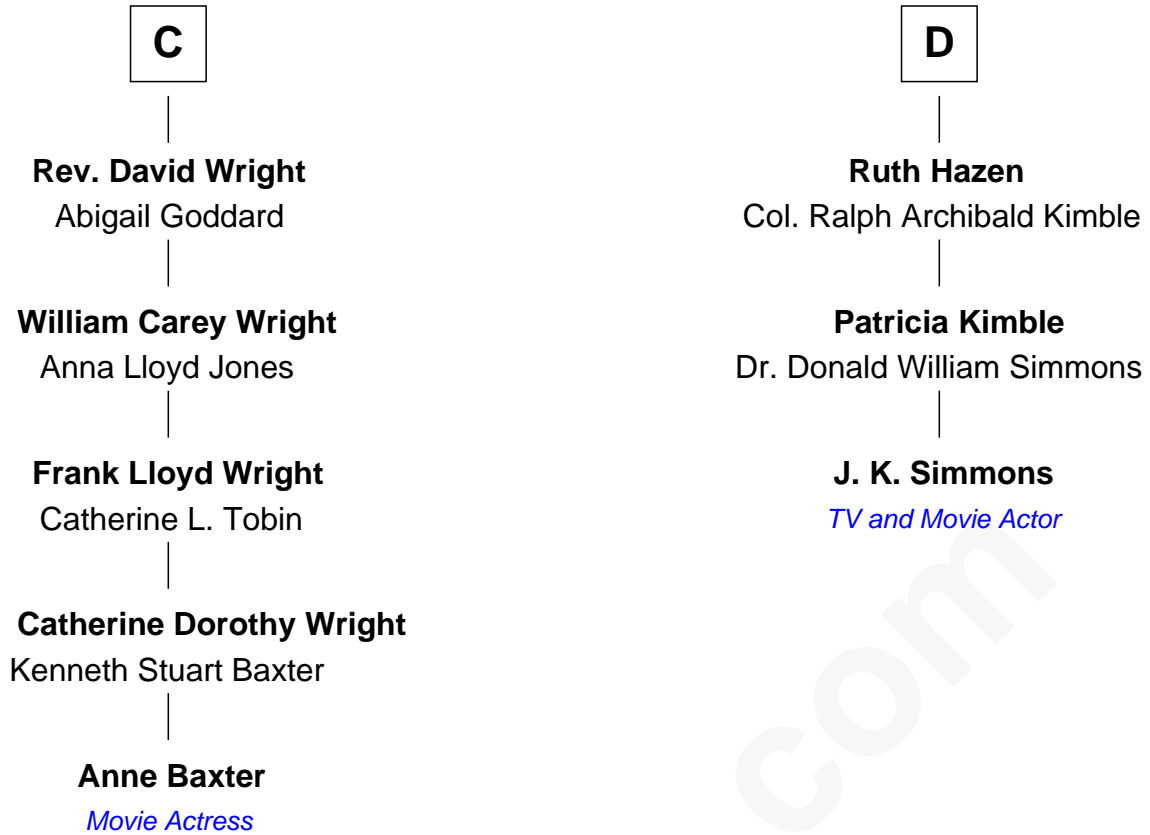 C
Rev. David Wright
Abigail Goddard
William Carey Wright
Anna Lloyd Jones
Frank Lloyd Wright
Catherine L. Tobin
Catherine Dorothy Wright
Kenneth Stuart Baxter
Anne Baxter
Movie Actress
D
Ruth Hazen
Col. Ralph Archibald Kimble
Patricia Kimble
Dr. Donald William Simmons
J. K. Simmons
TV and Movie Actor
com